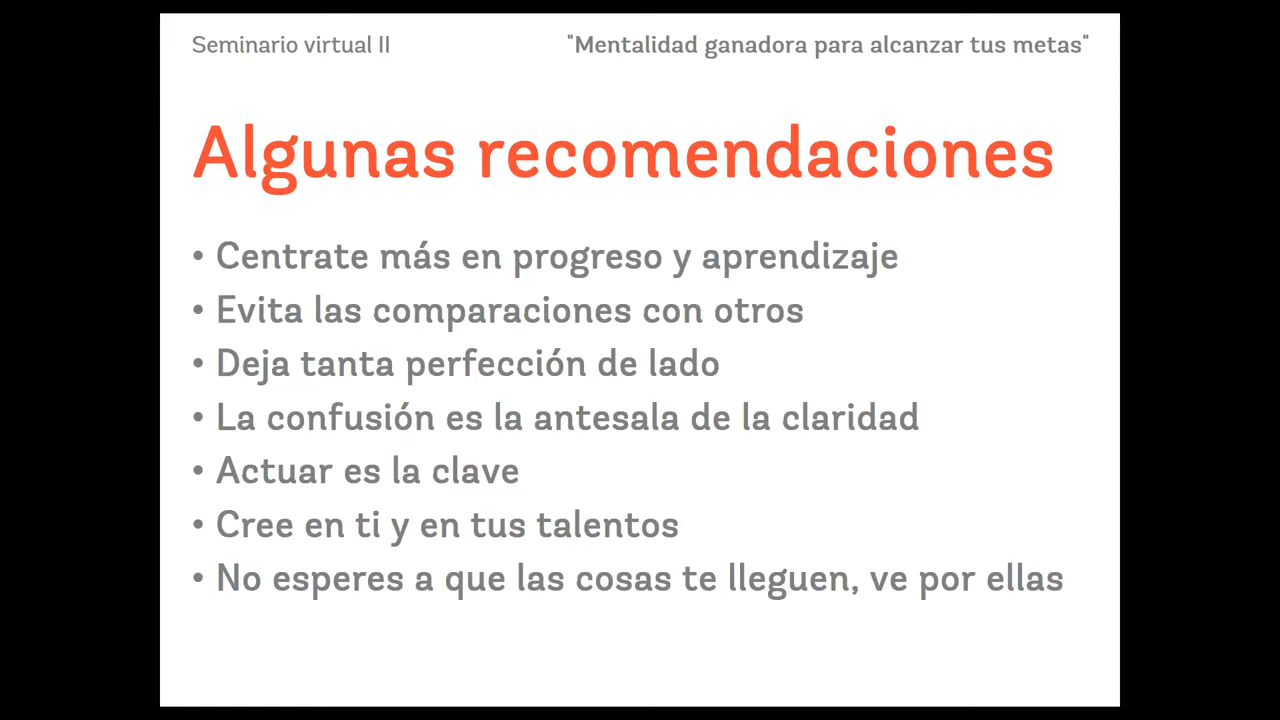 Seminario virtual II
"Mentalidad ganadora para alcanzar tus metas"
Algunas recomendaciones
• Centrate más en progreso y aprendizaje
• Evita las comparaciones con otros
• Deja tanta perfección de lado
• La confusión es la antesala de la claridad
• Actuar es la clave
• Cree en ti y en tus talentos
• No esperes a que las cosas te lleguen, ve por ellas